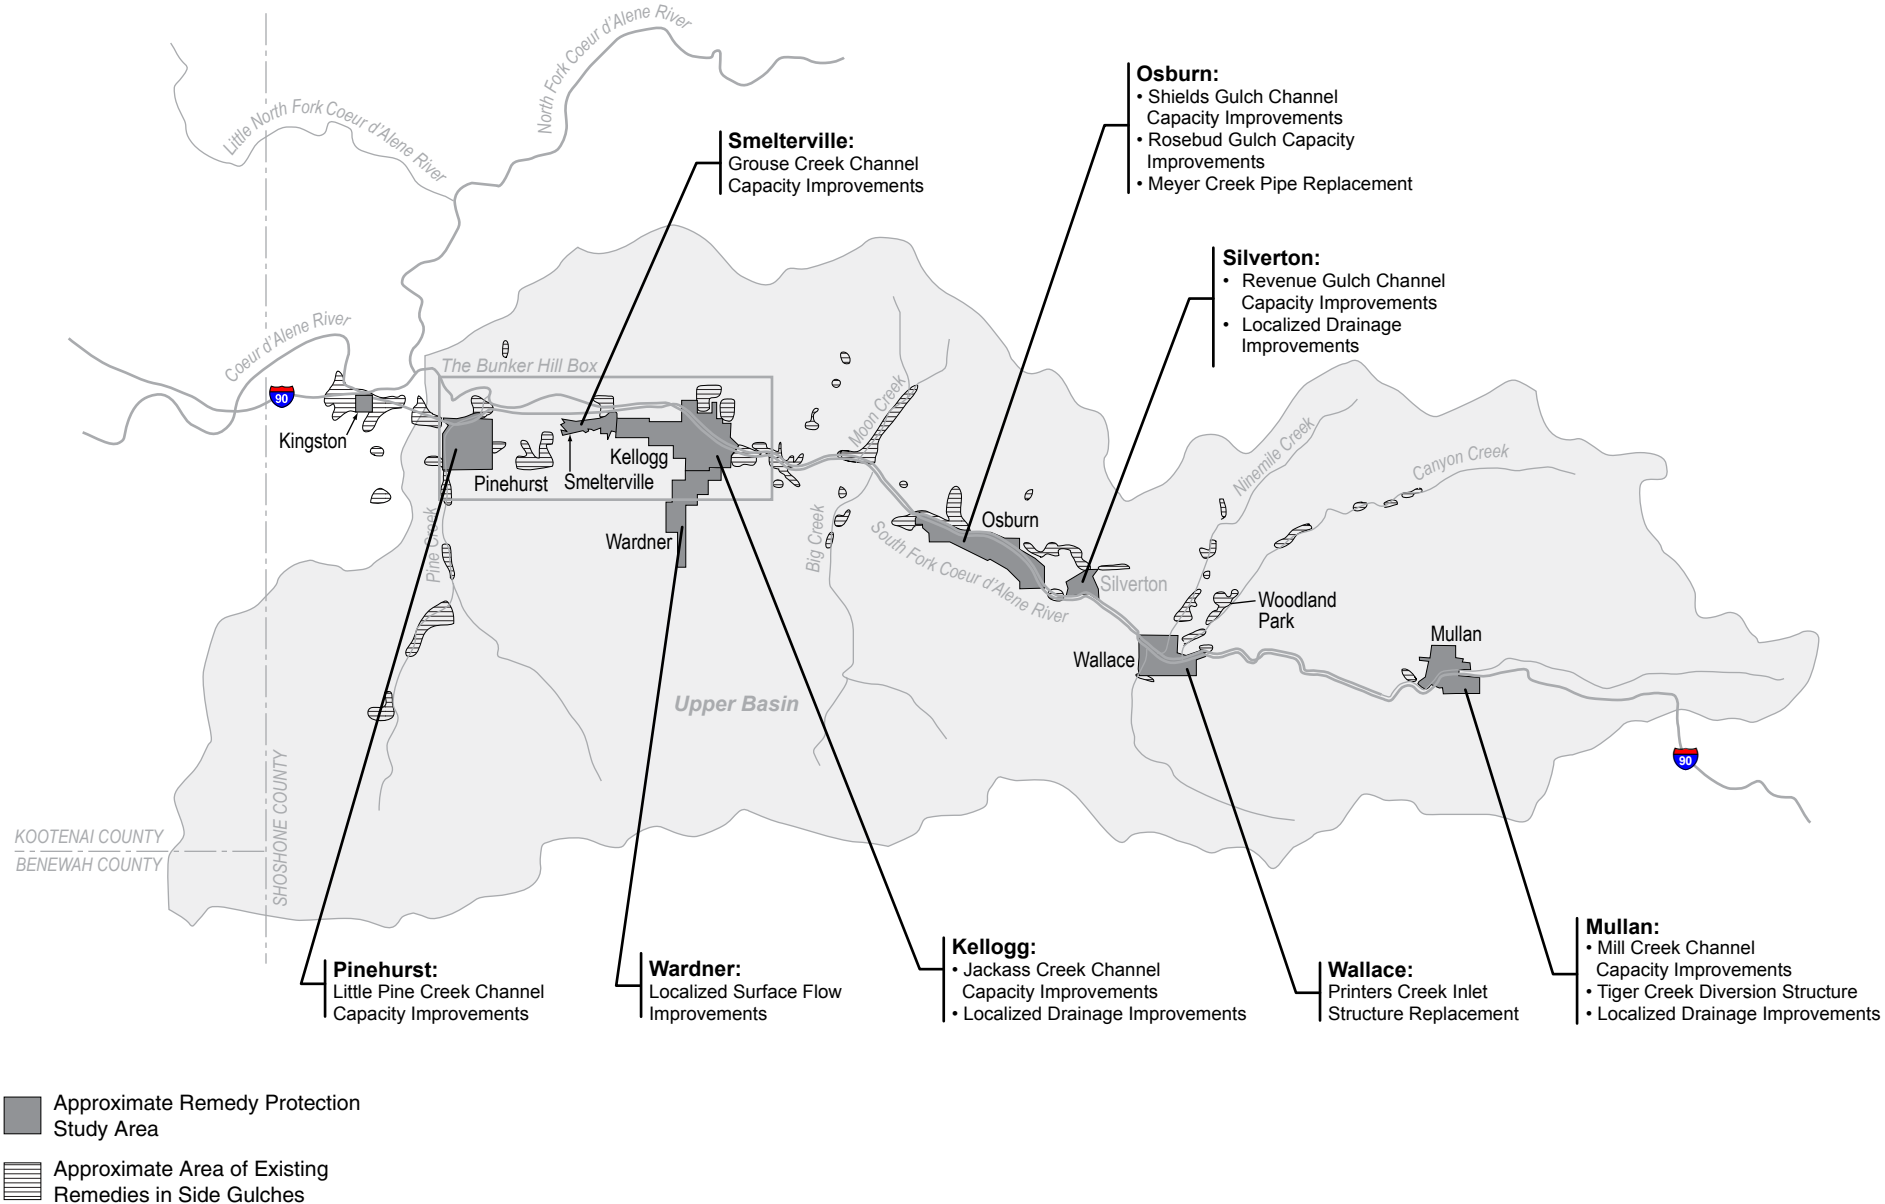 North Fork Coeur d'Alene River
Little North Fork Coeur d'Alene River
Osburn:
• Shields Gulch Channel
Capacity Improvements
• Rosebud Gulch Capacity
Improvements
• Meyer Creek Pipe Replacement
Smelterville:
Grouse Creek Channel
Capacity Improvements
Silverton:
• Revenue Gulch Channel
Capacity Improvements
• Localized Drainage
Improvements
Coeur d'Alene River
The Bunker Hill Box
90
Kingston
Pinehurst
Smelterville
Kellogg
Wardner
Moon Creek
Big Creek
Pine Creek
Ninemile Creek
Canyon Creek
Osburn
South Fork Coeur d'Alene River
Silverton
Woodland
Park
Wallace
Mullan
Upper Basin
90
KOOTENAI COUNTY
BENEWAH COUNTY
SHOSHONE COUNTY
Pinehurst:
Little Pine Creek Channel
Capacity Improvements
Wardner:
Localized Surface Flow
Improvements
Kellogg:
• Jackass Creek Channel
Capacity Improvements
• Localized Drainage Improvements
Wallace:
Printers Creek Inlet
Structure Replacement
Mullan:
• Mill Creek Channel
Capacity Improvements
• Tiger Creek Diversion Structure
• Localized Drainage Improvements
Approximate Remedy Protection
Study Area
Approximate Area of Existing
Remedies in Side Gulches